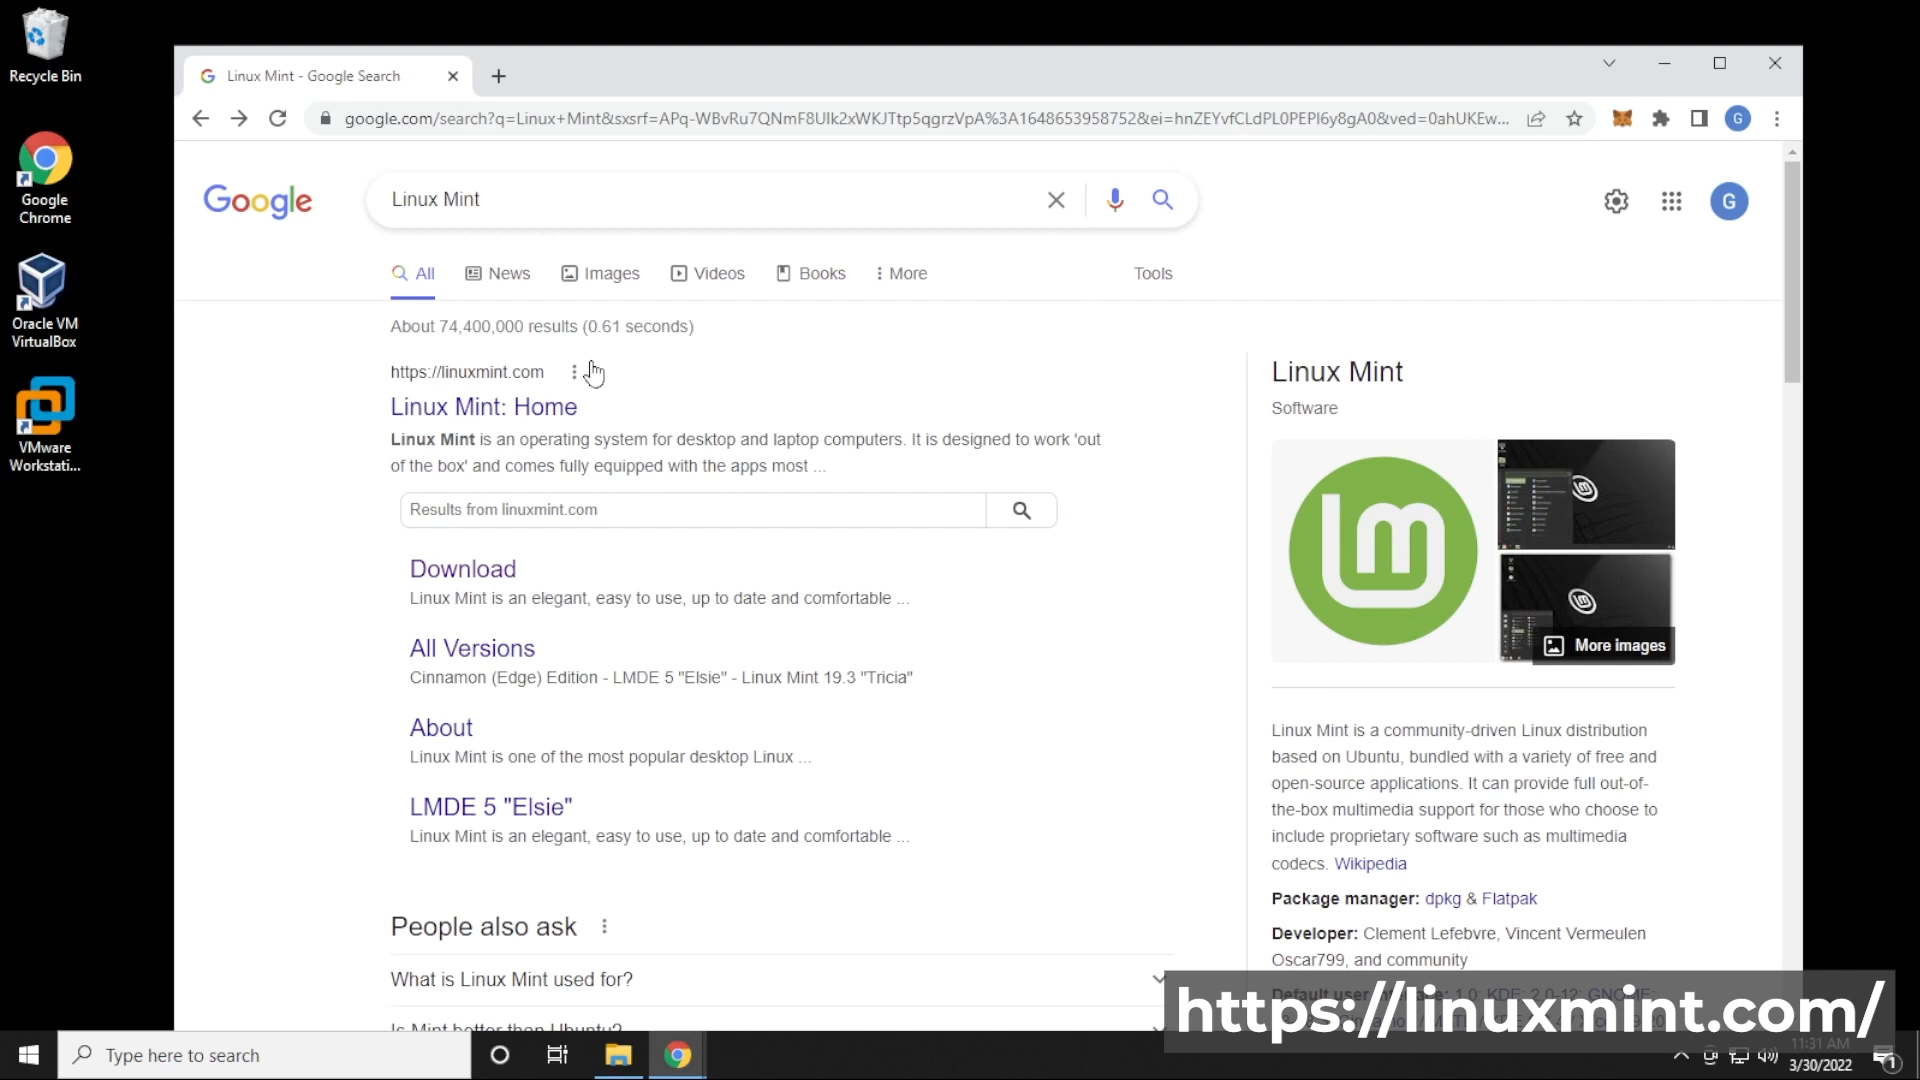 Recycle Bin
Google
Chrome
Oracle VM
VirtualBox
VMware
Workstati...
Linux Mint - Google Search
google.com/search?q=Linux+Mint&sxsrf=APq-WBvRu7QNmF8UIk2xWKJTtp5qgrzVpA%3A1648653958752&ei=hnZEYvfCLdPL0PEPl6y8gA0&ved=0ahUKEw...
G
Google
Linux Mint
G
All
News
Images
Videos
Books
More
Tools
About 74,400,000 results (0.61 seconds)
https://linuxmint.com
Linux Mint: Home
Linux Mint is an operating system for desktop and laptop computers. It is designed to work 'out
of the box' and comes fully equipped with the apps most ...
Results from linuxmint.com
Download
Linux Mint is an elegant, easy to use, up to date and comfortable ...
All Versions
Cinnamon (Edge) Edition - LMDE 5 "Elsie" - Linux Mint 19.3 "Tricia"
About
Linux Mint is one of the most popular desktop Linux ...
LMDE 5 "Elsie"
Linux Mint is an elegant, easy to use, up to date and comfortable ...
People also ask
What is Linux Mint used for?
Is Mint better than Ubuntu?
Linux Mint
Software
lm
More images
Linux Mint is a community-driven Linux distribution
based on Ubuntu, bundled with a variety of free and
open-source applications. It can provide full out-of-
the-box multimedia support for those who choose to
include proprietary software such as multimedia
codecs. Wikipedia
Package manager: dpkg & Flatpak
Developer: Clement Lefebvre, Vincent Vermeulen
Oscar799, and community
https://linuxmint.com/
Type here to search
11:31 AM
3/30/2022
1